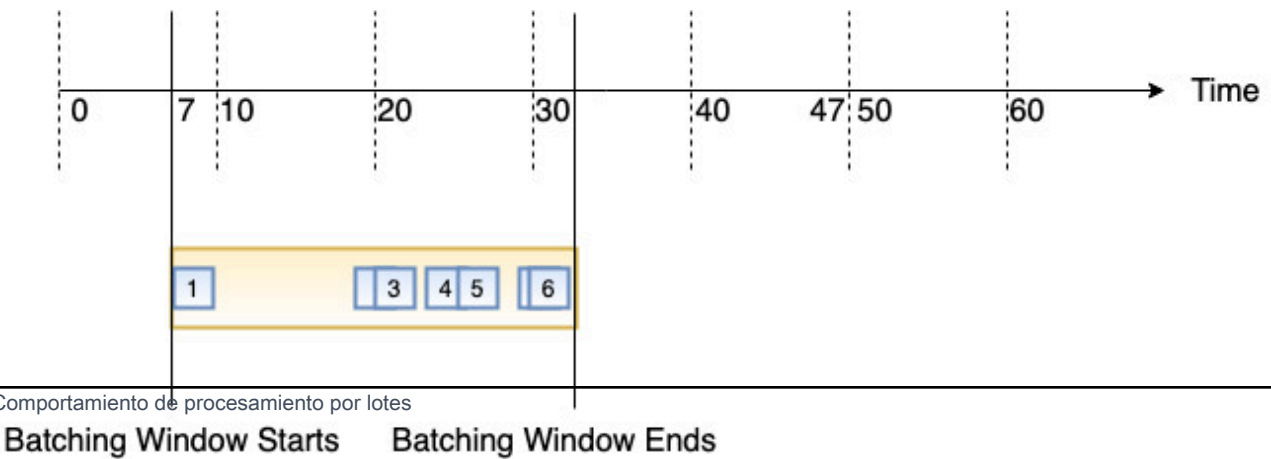 0 7 10 20 30 40 47 50 60 Time
1 3 4 5 6
Comportamiento de procesamiento por lotes
Batching Window Starts Batching Window Ends